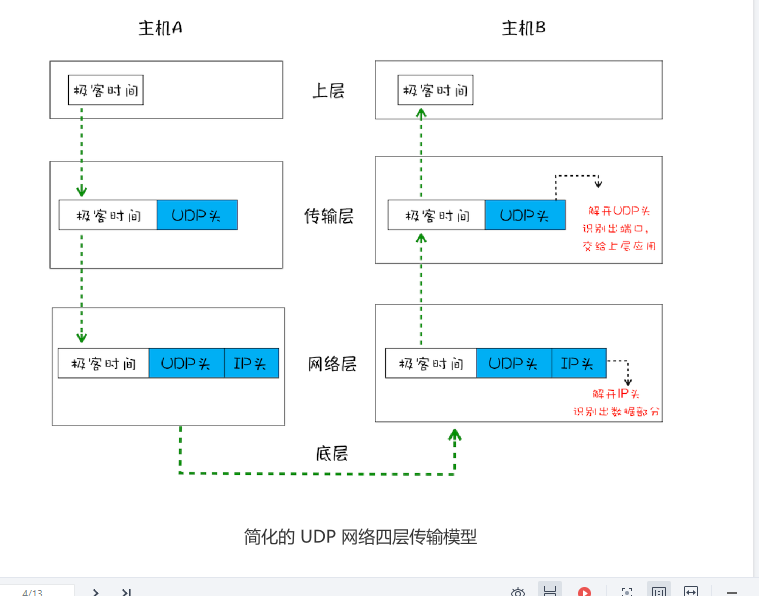 主机A
主机B
极客时间
上层
极客时间
极客时间
UDP头
传输层
极客时间
UDP头
解开UDP头
识别出端口,
交给上层应用
极客时间
UDP头
IP头
网络层
极客时间
UDP头
IP头
解开IP头
识别出数据部分
底层
简化的 UDP 网络四层传输模型
4/13